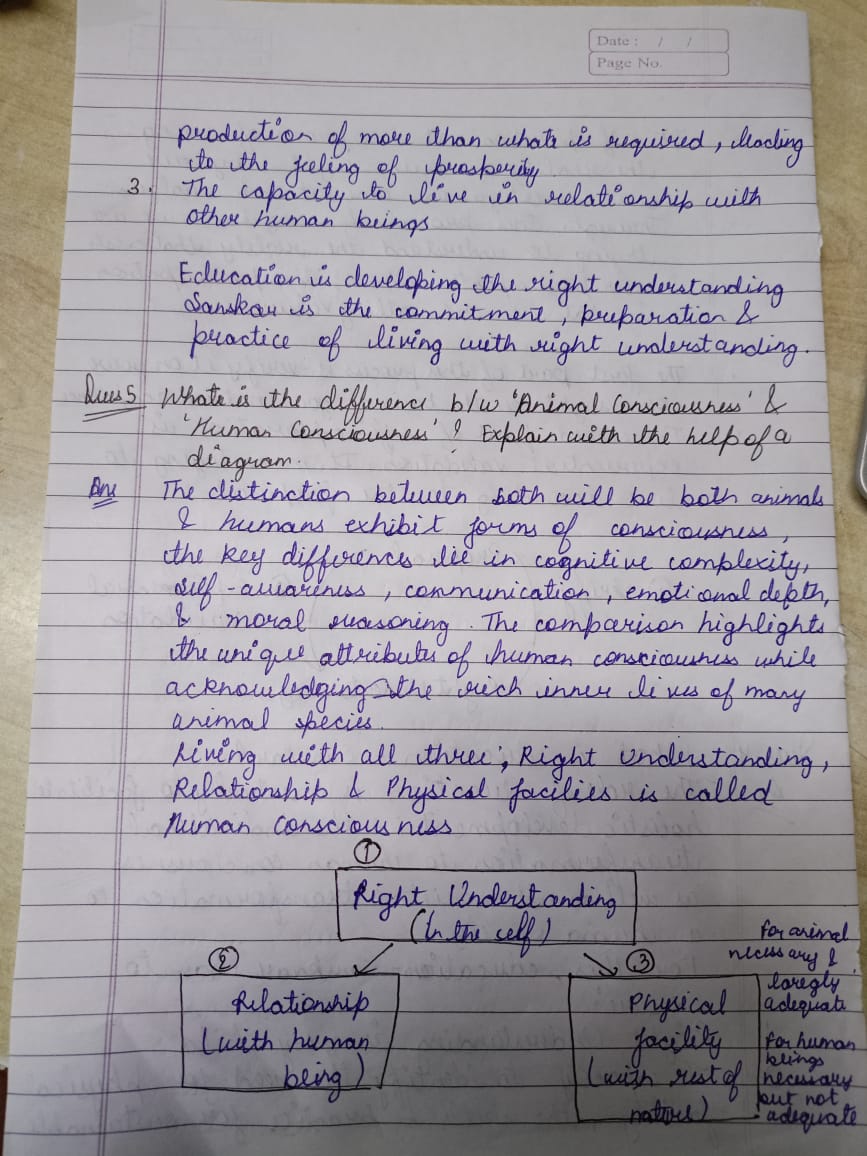 Date : / /
Page No.
production of more than whats is required, leading
to the feeling of prosperity
3. The capacity to live in relationship with
other human beings
Education is developing the right understanding
Sanskar is the commitment, preparation &
practice of living with right understanding.
Ques 5 Whats is the difference b/w 'Animal Consciousness' &
'Human Consciousness'? Explain with the help of a
diagram.
Ans The distinction between both will be both animals
& humans exhibit forms of consciousness,
the key differences lie in cognitive complexity,
self-awareness, communication, emotional depth,
& moral reasoning. The comparison highlights
the unique attributes of human consciousness while
acknowledging the rich inner lives of many
animal species.
Living with all three; Right Understanding,
Relationship & Physical facilies is called
Human Consciousness
1
Right Understanding
(In the self)
2
Relationship
(with human
being)
3
Physical
facility
(with rest of
nature)
for animal
necessary &
loregly
adequate
for human
beings
necessary
but not
adequate